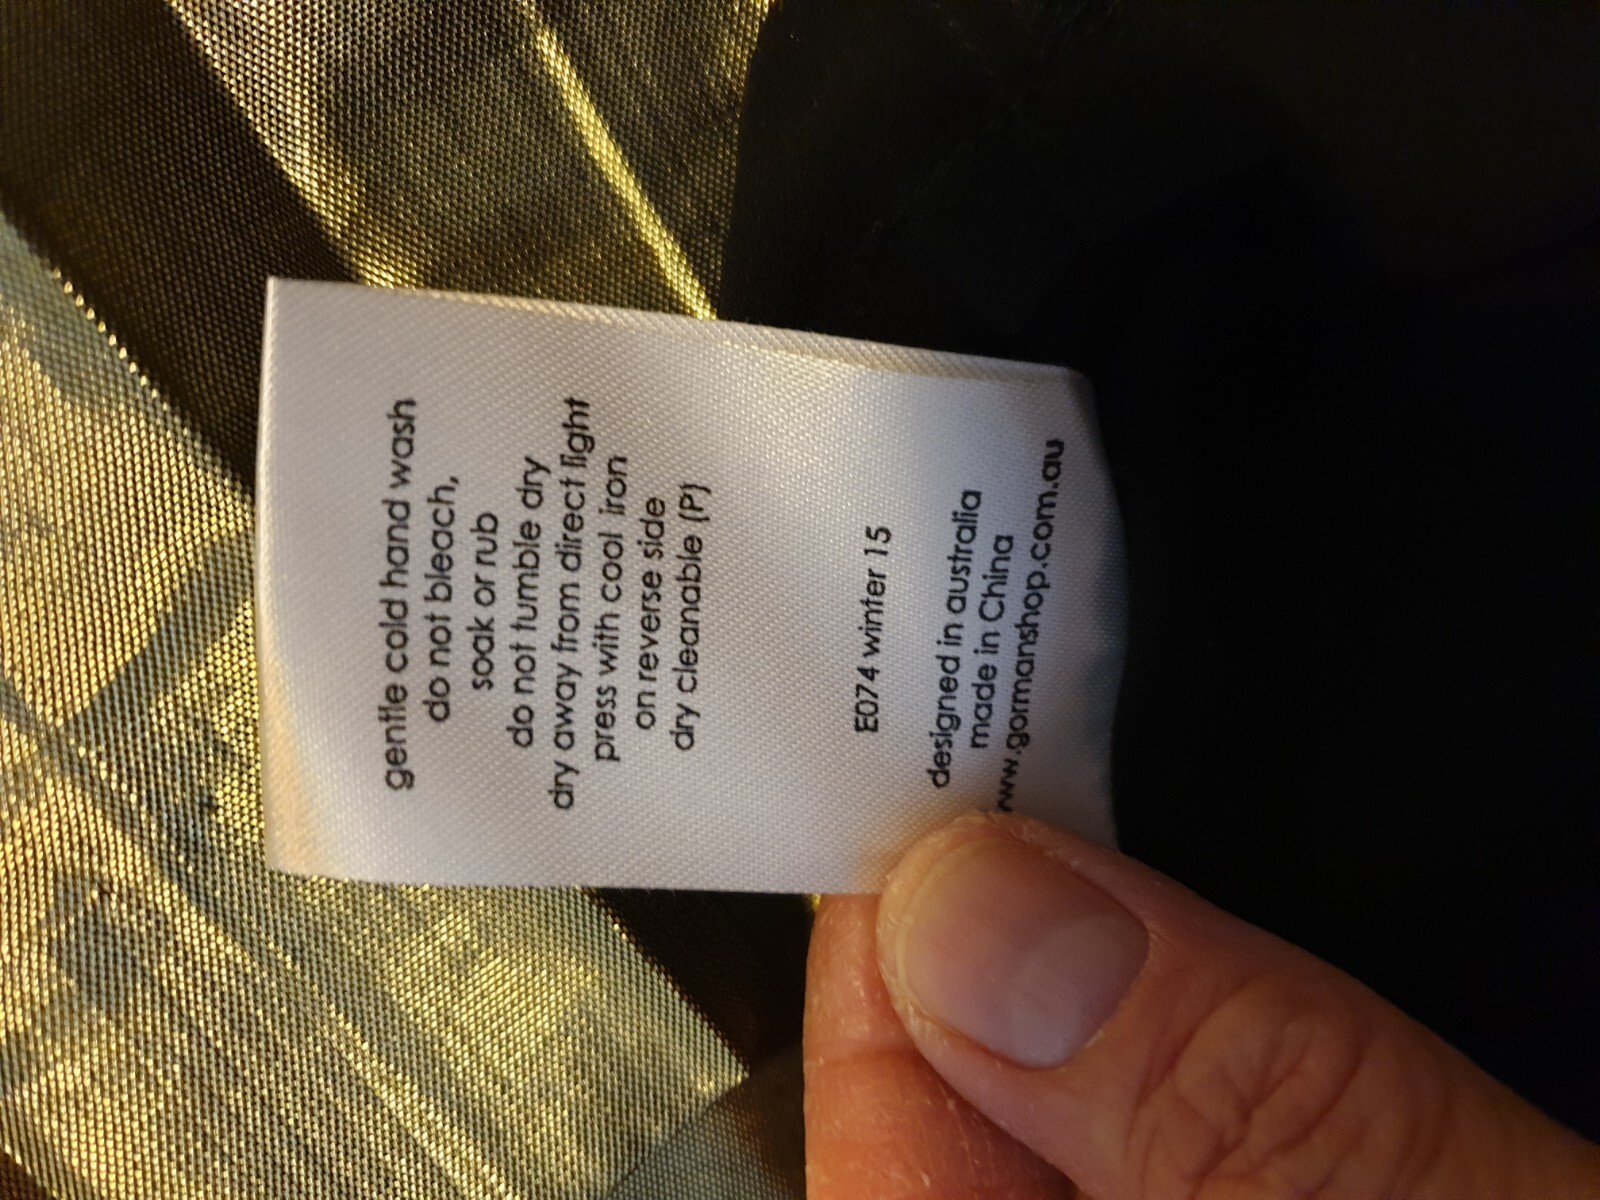 gentle cold hand wash
do not bleach,
soak or rub
do not tumble dry
dry away from direct light
press with cool iron
on reverse side
dry cleanable (P)
E074 winter 15
designed in australia
made in China
ww.gormanshop.com.au